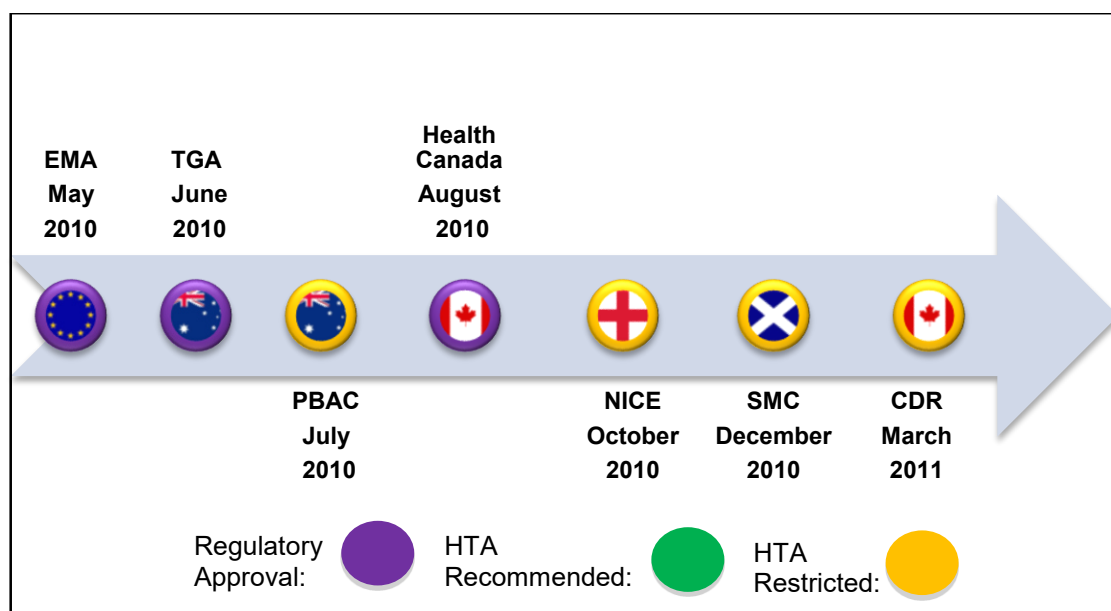 EMA
May
2010
TGA
June
2010
Health
Canada
August
2010
PBAC
July
2010
NICE
October
2010
SMC
December
2010
CDR
March
2011
Regulatory
Approval:
HTA
Recommended:
HTA
Restricted: